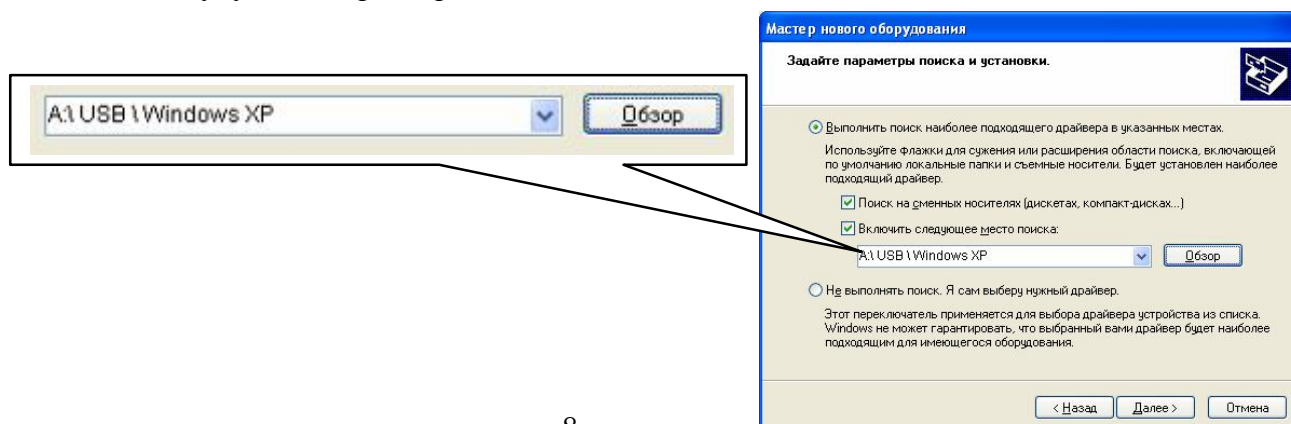 A:\ USB \ Windows XP
Обзор
Мастер нового оборудования
Задайте параметры поиска и установки.
Выполнить поиск наиболее подходящего драйвера в указанных местах.
Используйте флажки для сужения или расширения области поиска, включающей
по умолчанию локальные папки и съемные носители. Будет установлен наиболее
подходящий драйвер.
Поиск на сменных носителях (дискетах, компакт-дисках...)
Включить следующее место поиска:
A:\ USB \ Windows XP
Обзор
Не выполнять поиск. Я сам выберу нужный драйвер.
Этот переключатель применяется для выбора драйвера устройства из списка.
Windows не может гарантировать, что выбранный вами драйвер будет наиболее
подходящим для имеющегося оборудования.
< Назад
Далее >
Отмена